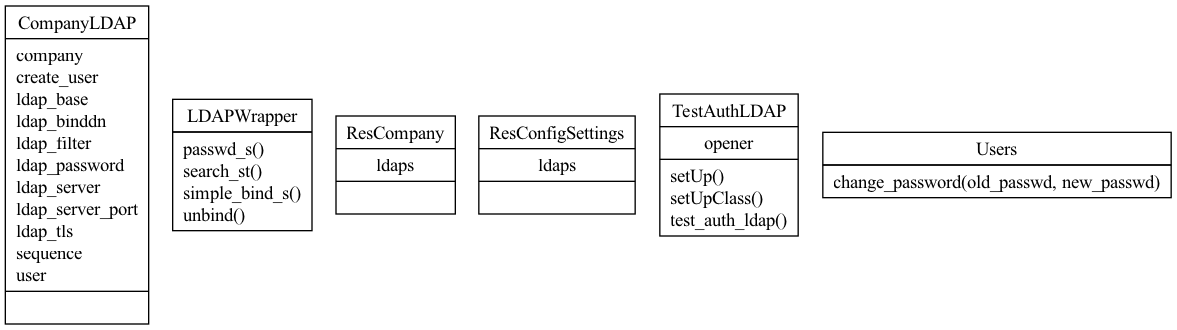 CompanyLDAP
company
create_user
ldap_base
ldap_binddn
ldap_filter
ldap_password
ldap_server
ldap_server_port
ldap_tls
sequence
user
LDAPWrapper
passwd_s()
search_st()
simple_bind_s()
unbind()
ResCompany
ldaps
ResConfigSettings
ldaps
TestAuthLDAP
opener
setUp()
setUpClass()
test_auth_ldap()
Users
change_password(old_passwd, new_passwd)